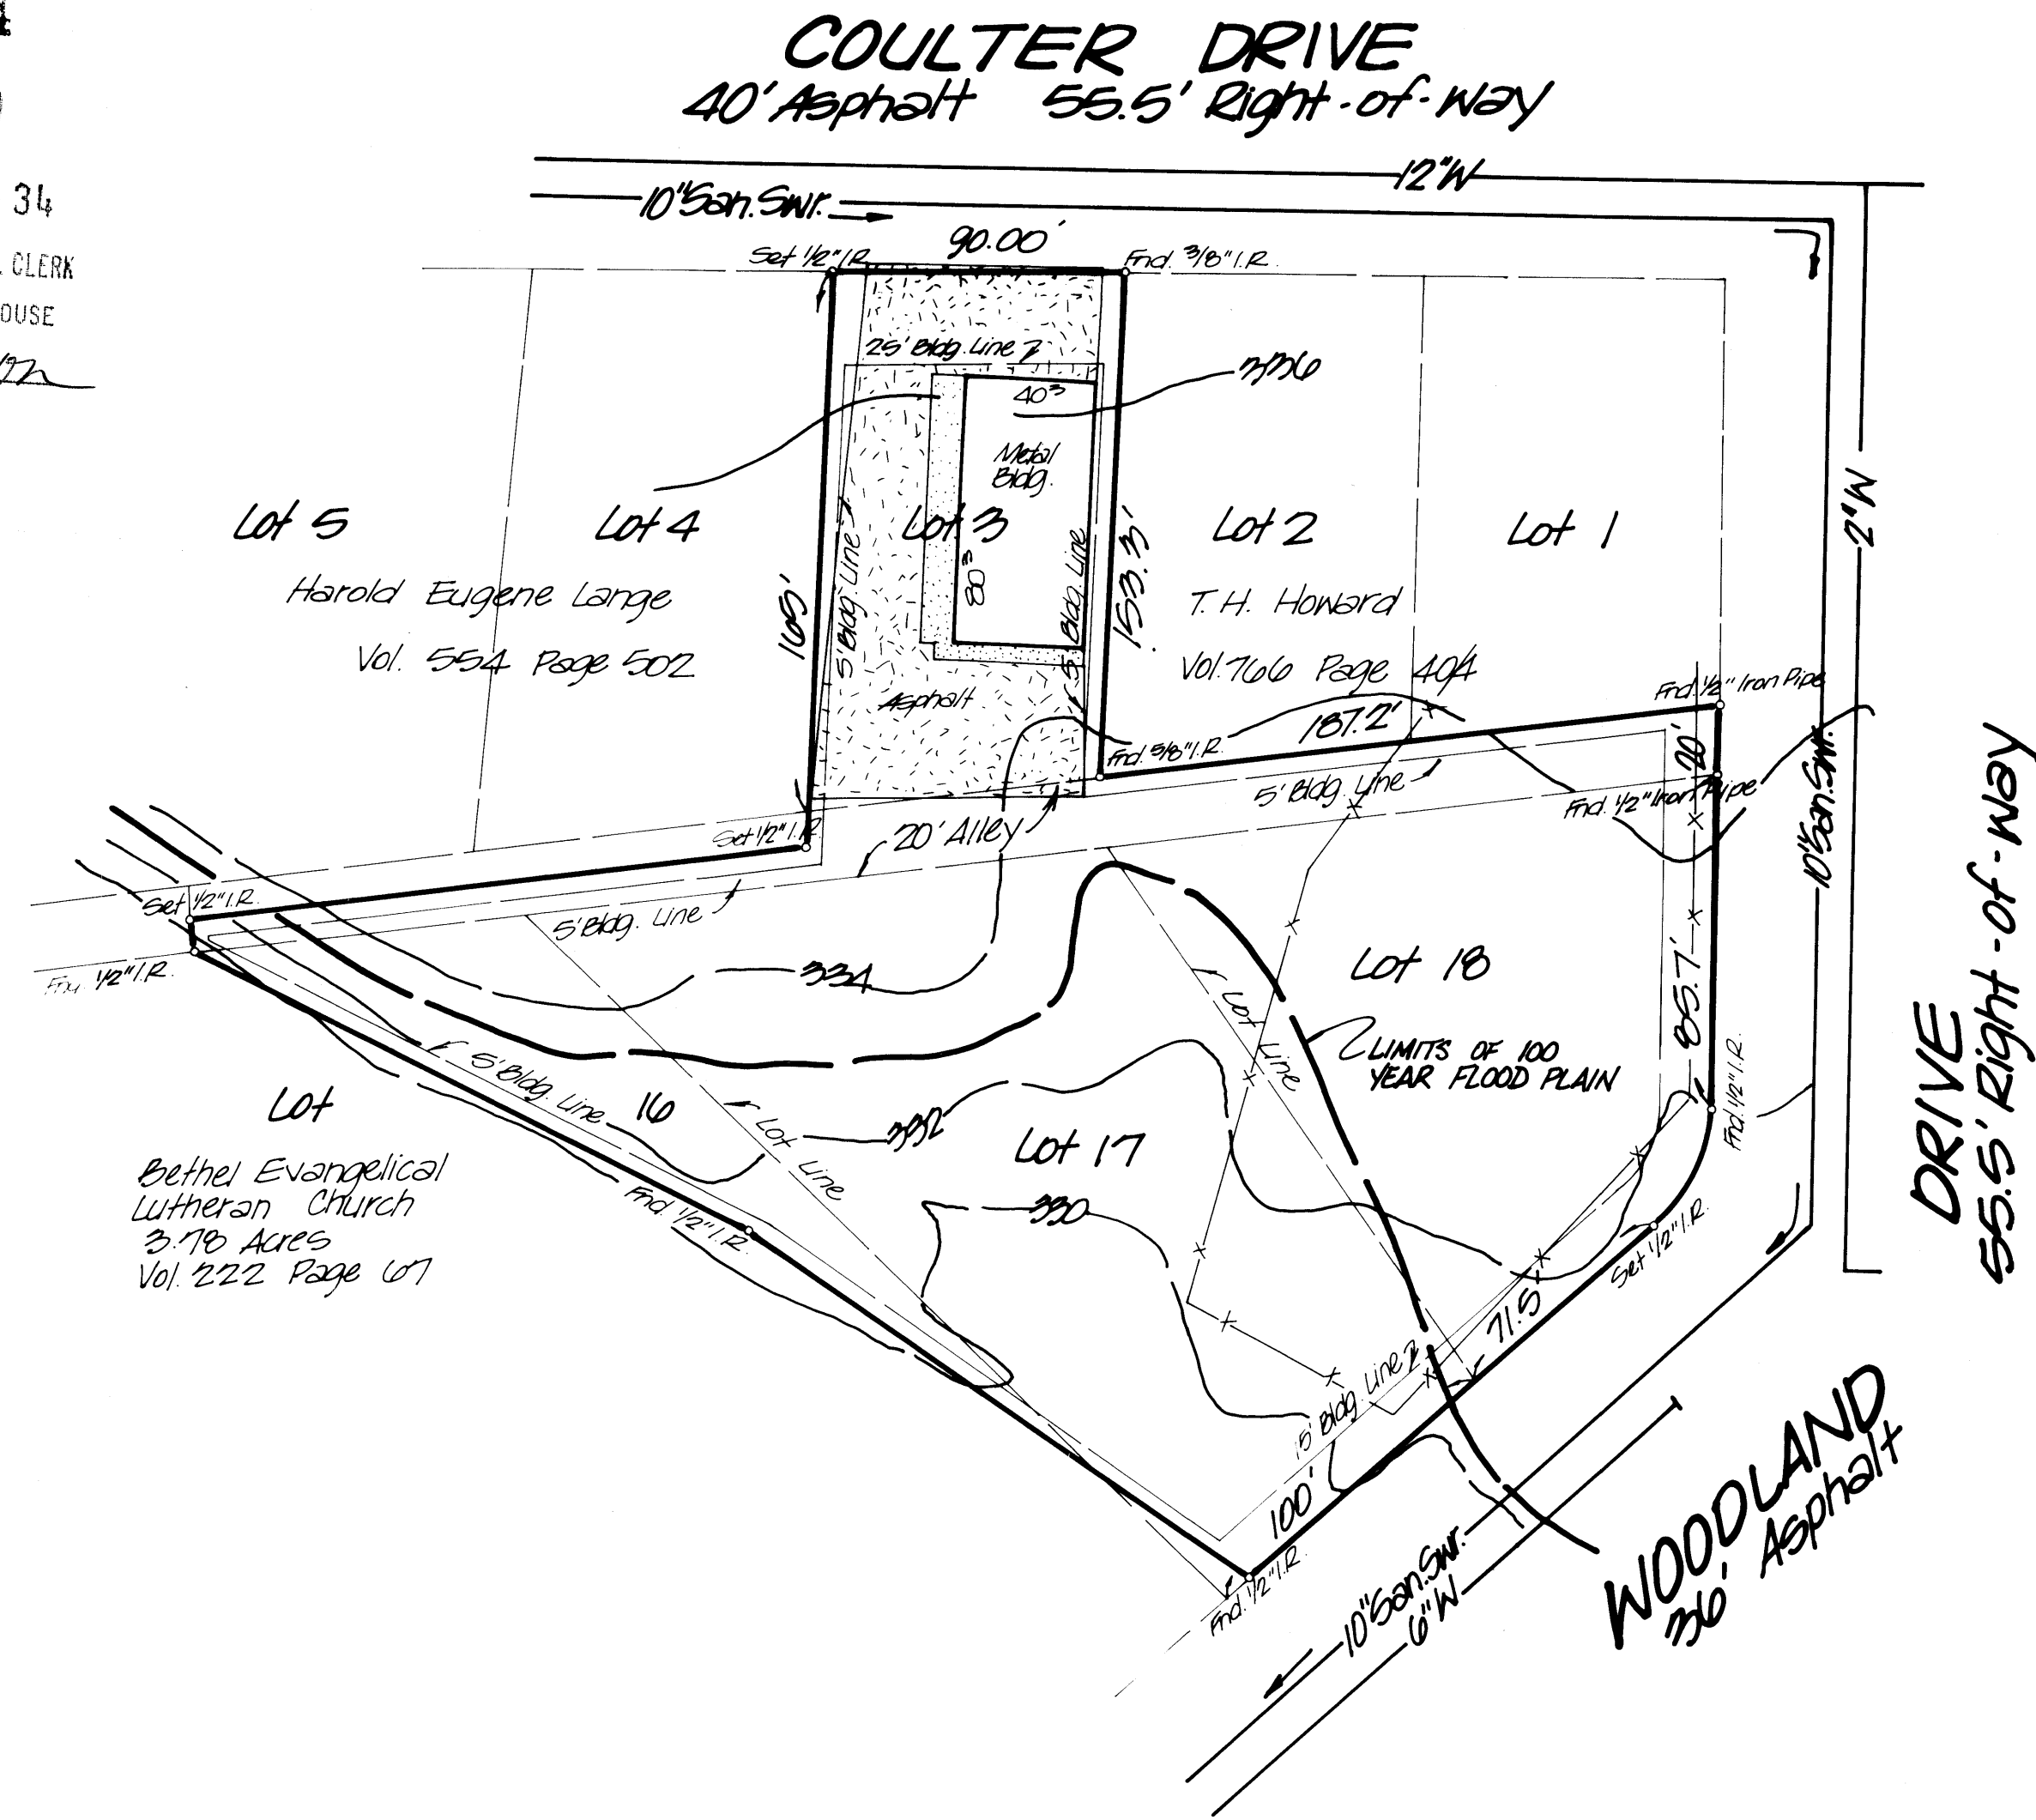 COULTER DRIVE
40' Asphalt 55.5' Right-of-Way
34
CLERK
OUSE
12"W
10"San. Swr.
90.00'
Set 1/2" I.R.
Fnd. 3/8" I.R.
25' Bldg. Line
336
40³
Metal
Bldg.
80³
Lot 5
Lot 4
Lot 3
Lot 2
Lot 1
2"W
Harold Eugene Lange
Vol. 554 Page 502
165'
5' Bldg. Line
5' Bldg. Line
153.3'
T. H. Howard
Vol. 766 Page 404
Asphalt
Fnd. 1/2" Iron Pipe
187.2'
Fnd. 5/8" I.R.
20'
5' Bldg. Line
Fnd. 1/2" Iron Pipe
10"San. Swr.
Set 1/2" I.R.
20' Alley
Set 1/2" I.R.
5' Bldg. Line
Fnd. 1/2" I.R.
334
Lot 18
85.7'
Lot Line
LIMITS OF 100
YEAR FLOOD PLAIN
5' Bldg. Line
Lot 16
332
Lot Line
Lot 17
Fnd. 1/2" I.R.
DRIVE
55.5' Right-of-Way
Bethel Evangelical
Lutheran Church
3.78 Acres
Vol. 222 Page 67
Fnd. 1/2" I.R.
330
Set 1/2" I.R.
71.5'
15' Bldg. Line
100'
Fnd. 1/2" I.R.
10"San. Swr.
6"W
WOODLAND
36' Asphalt